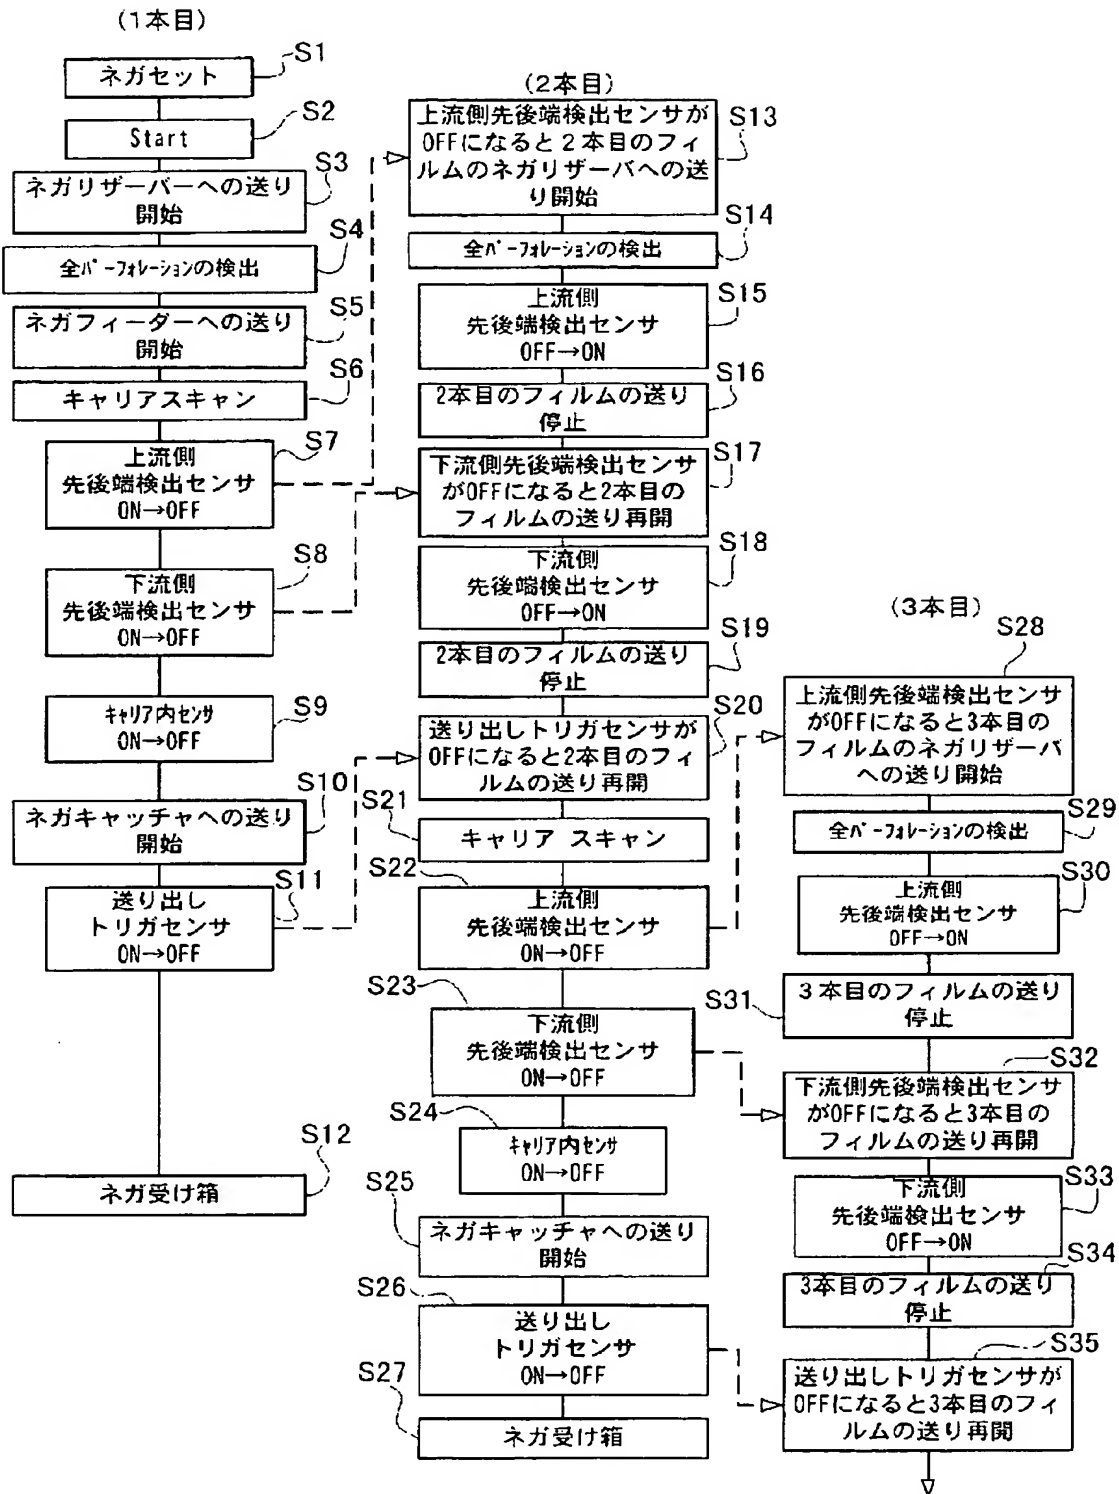 (1本目)
S1
ネガセット
S2
Start
S3
ネガリザーバーへの送り
開始
S4
全パーフォレーションの検出
S5
ネガフィーダーへの送り
開始
S6
キャリアスキャン
S7
上流側
先後端検出センサ
ON→OFF
S8
下流側
先後端検出センサ
ON→OFF
S9
キャリア内センサ
ON→OFF
S10
ネガキャッチャへの送り
開始
S11
送り出し
トリガセンサ
ON→OFF
S12
ネガ受け箱
(2本目)
S13
上流側先後端検出センサが
OFFになると2本目のフィ
ルムのネガリザーバへの送
り開始
S14
全パーフォレーションの検出
S15
上流側
先後端検出センサ
OFF→ON
S16
2本目のフィルムの送り
停止
S17
下流側先後端検出センサ
がOFFになると2本目の
フィルムの送り再開
S18
下流側
先後端検出センサ
OFF→ON
S19
2本目のフィルムの送り
停止
S20
送り出しトリガセンサが
OFFになると2本目のフィ
ルムの送り再開
S21
キャリア スキャン
S22
上流側
先後端検出センサ
ON→OFF
S23
下流側
先後端検出センサ
ON→OFF
S24
キャリア内センサ
ON→OFF
S25
ネガキャッチャへの送り
開始
S26
送り出し
トリガセンサ
ON→OFF
S27
ネガ受け箱
(3本目)
S28
上流側先後端検出センサ
がOFFになると3本目の
フィルムのネガリザーバ
への送り開始
S29
全パーフォレーションの検出
S30
上流側
先後端検出センサ
OFF→ON
S31
3本目のフィルムの送り
停止
S32
下流側先後端検出センサ
がOFFになると3本目の
フィルムの送り再開
S33
下流側
先後端検出センサ
OFF→ON
S34
3本目のフィルムの送り
停止
S35
送り出しトリガセンサが
OFFになると3本目のフィ
ルムの送り再開